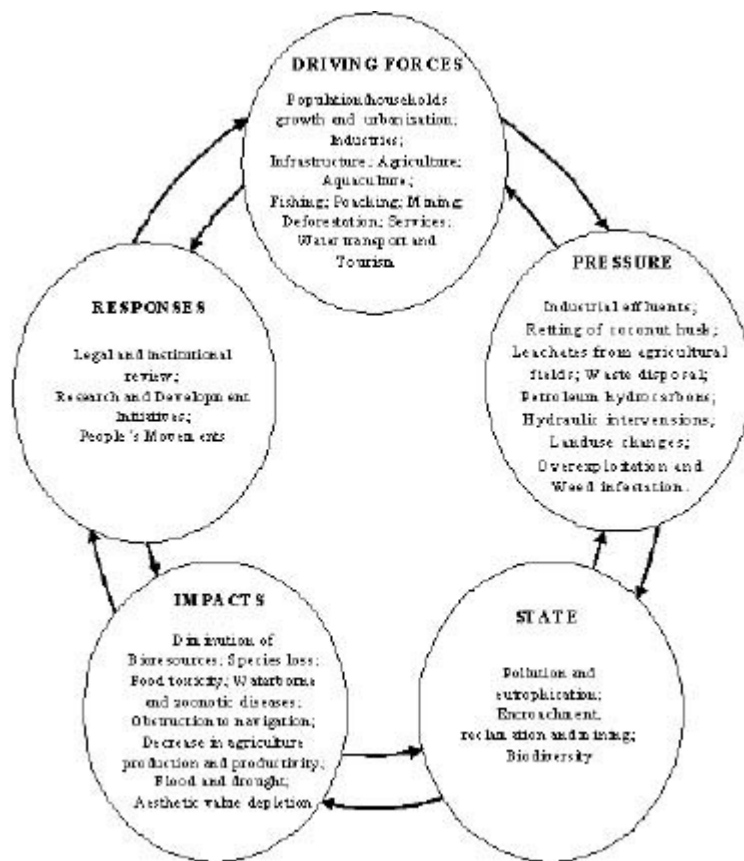 DRIVING FORCES
Population/households
growth and urbanization;
Industries;
Infrastructure; Agriculture;
Aquaculture;
Fishing; Poaching; Mining;
Deforestation; Services;
Water transport and
Tourism
PRESSURE
Industrial effluents;
Retting of coconut husk;
Leachates from agricultural
fields; Waste disposal;
Petroleum hydrocarbons;
Hydraulic interventions;
Landuse changes;
Overexploitation and
Weed infestation.
STATE
Pollution and
eutrophication;
Encroachment,
reclamation and mining;
Biodiversity
IMPACTS
Diminution of
Bioresources; Species loss;
Food toxicity; Waterborne
and zoonotic diseases;
Obstruction to navigation;
Decrease in agriculture
production and productivity;
Flood and drought;
Aesthetic value depletion
RESPONSES
Legal and institutional
review;
Research and Development
Initiatives;
People's Movements